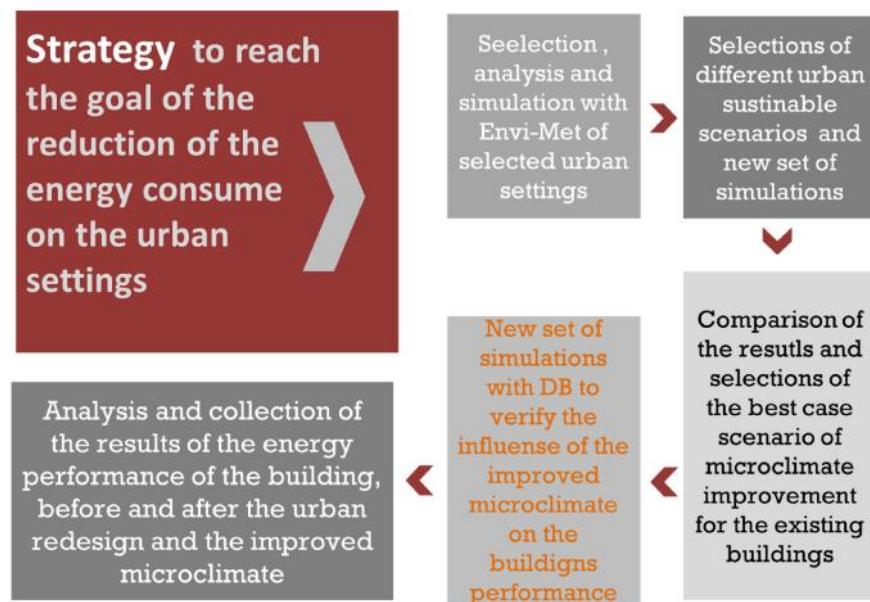 Strategy to reach
the goal of the
reduction of the
energy consume
on the urban
settings
Seelection ,
analysis and
simulation with
Envi-Met of
selected urban
settings
Selections of
different urban
sustinable
scenarios and
new set of
simulations
Comparison of
the resutls and
selections of
the best case
scenario of
microclimate
improvement
for the existing
buildings
New set of
simulations
with DB to
verify the
influense of the
improved
microclimate
on the
buildigns
performance
Analysis and collection of
the results of the energy
performance of the building,
before and after the urban
redesign and the improved
microclimate